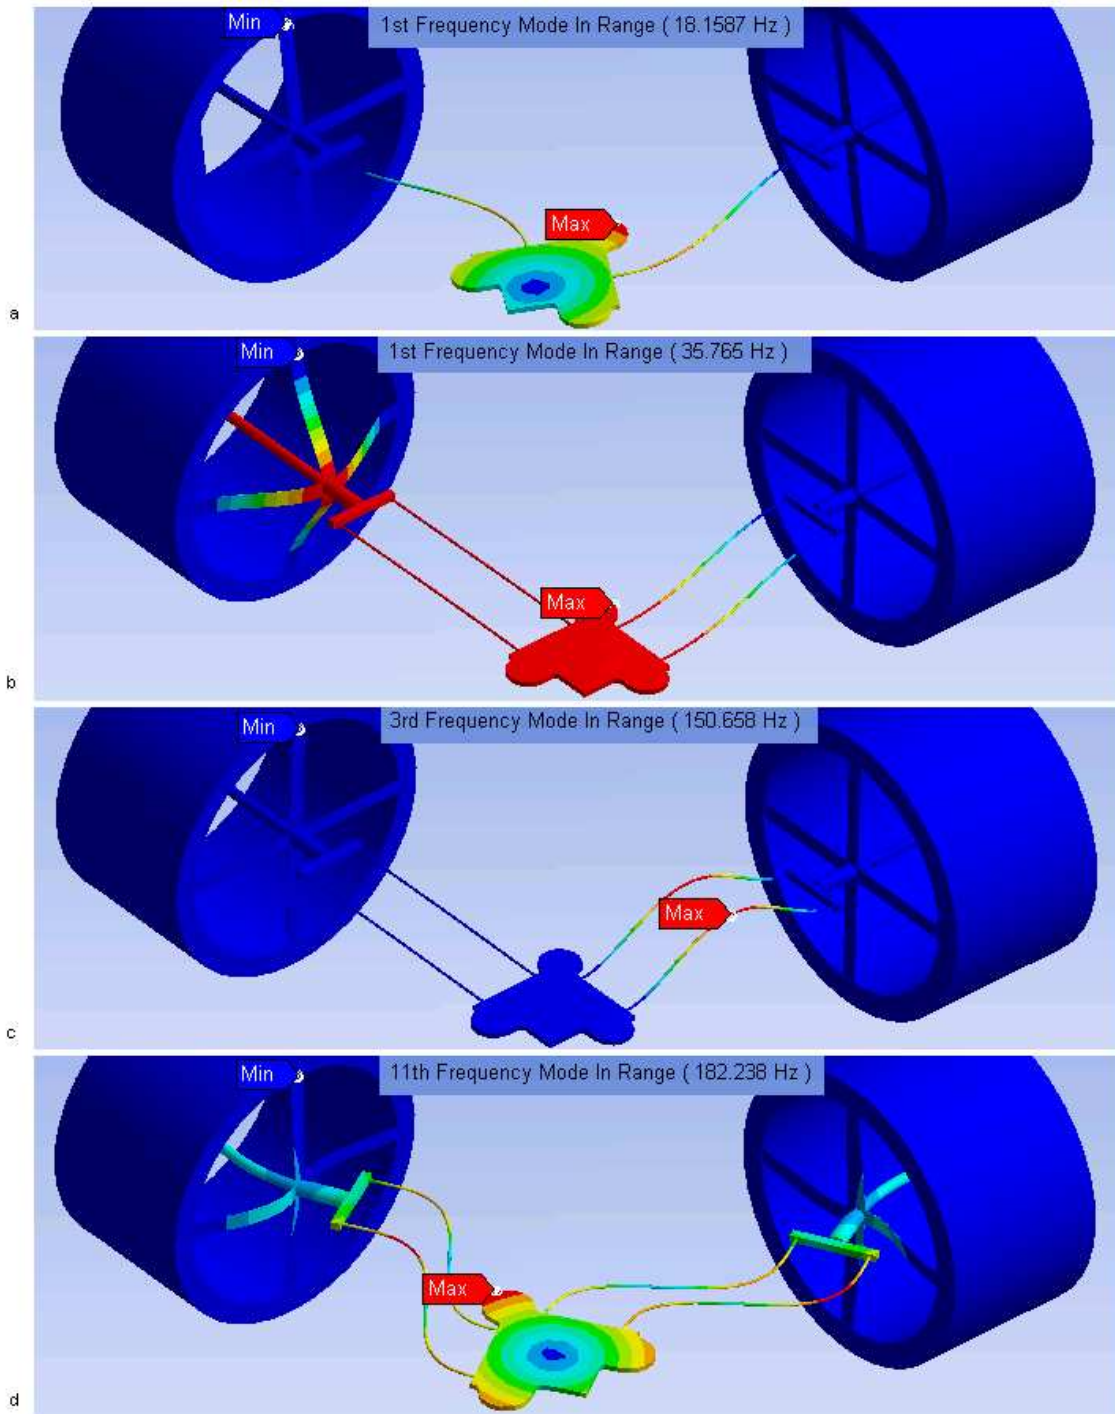 Min
1st Frequency Mode In Range ( 18.1587 Hz )
Max
a
Min
1st Frequency Mode In Range ( 35.765 Hz )
Max
b
Min
3rd Frequency Mode In Range ( 150.658 Hz )
Max
c
Min
11th Frequency Mode In Range ( 182.238 Hz )
Max
d